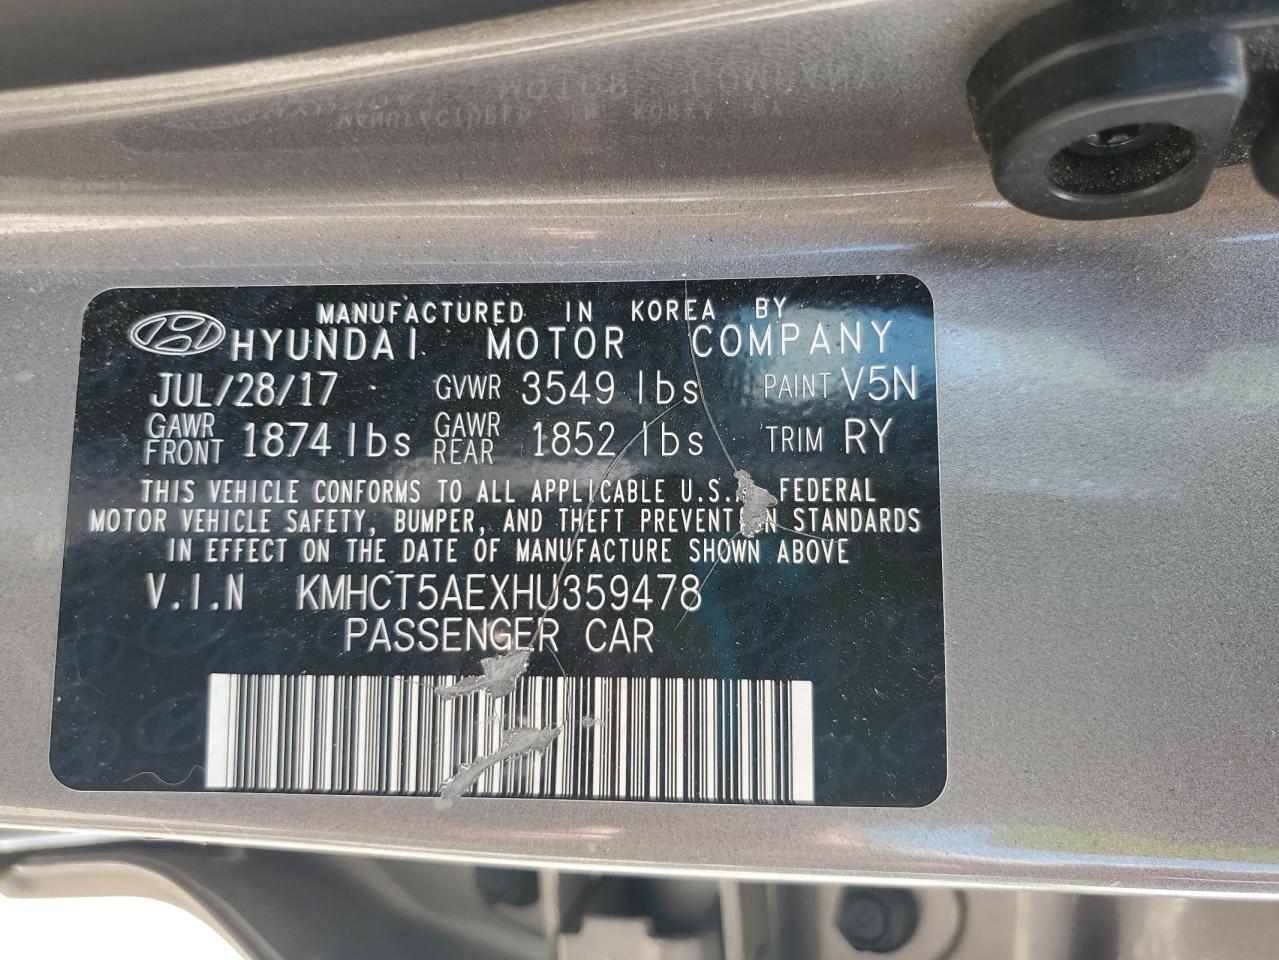 MANUFACTURED IN KOREA BY
HYUNDAI MOTOR COMPANY
JUL/28/17 GVWR 3549 lbs PAINT V5N
GAWR FRONT 1874 lbs GAWR REAR 1852 lbs TRIM RY
THIS VEHICLE CONFORMS TO ALL APPLICABLE U.S. FEDERAL
MOTOR VEHICLE SAFETY, BUMPER, AND THEFT PREVENTION STANDARDS
IN EFFECT ON THE DATE OF MANUFACTURE SHOWN ABOVE
V.I.N KMHCT5AEXHU359478
PASSENGER CAR